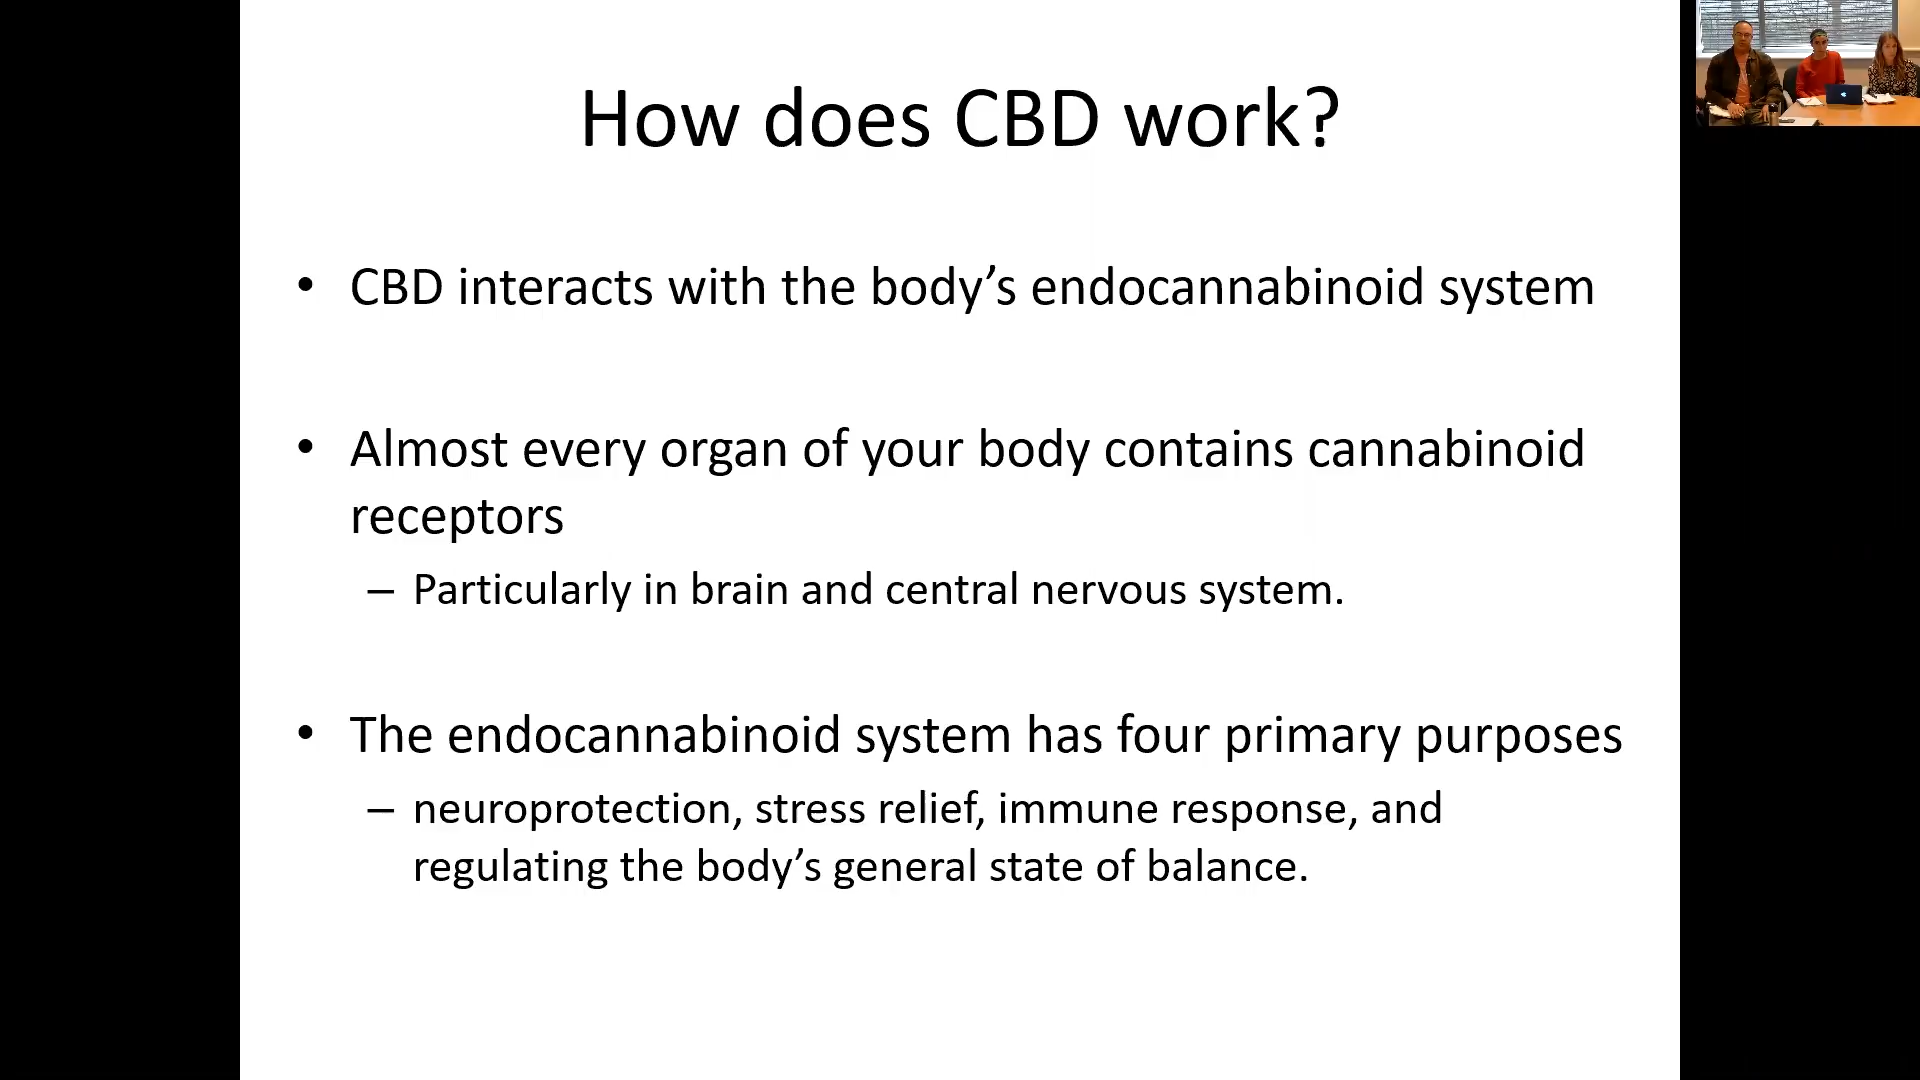 How does CBD work?
• CBD interacts with the body’s endocannabinoid system
• Almost every organ of your body contains cannabinoid
receptors
– Particularly in brain and central nervous system.
• The endocannabinoid system has four primary purposes
– neuroprotection, stress relief, immune response, and
regulating the body’s general state of balance.